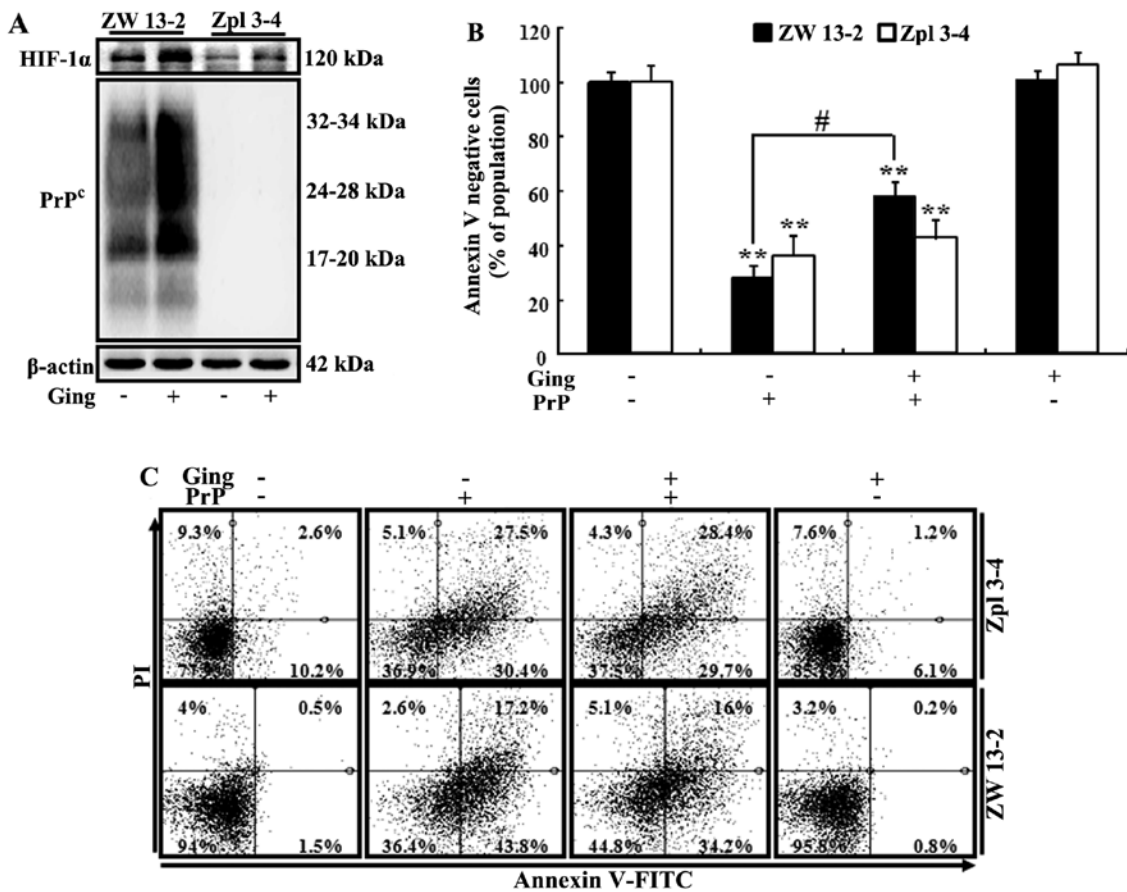 A
ZW 13-2 Zpl 3-4
HIF-1α 120 kDa
32-34 kDa
PrPᶜ 24-28 kDa
17-20 kDa
β-actin 42 kDa
Ging - + - +
B
ZW 13-2 Zpl 3-4
Annexin V negative cells
(% of population)
120
100
80
60
40
20
0
#
** ** ** **
Ging - - + +
PrP - + + -
C
Ging - - + +
PrP - + + -
9.3% 2.6% 5.1% 27.5% 4.3% 28.4% 7.6% 1.2%
10.2% 36.9% 30.4% 37.5% 29.7% 6.1%
Zpl 3-4
4% 0.5% 2.6% 17.2% 5.1% 16% 3.2% 0.2%
94% 1.5% 36.4% 43.8% 44.8% 34.2% 95.8% 0.8%
ZW 13-2
PI
Annexin V-FITC